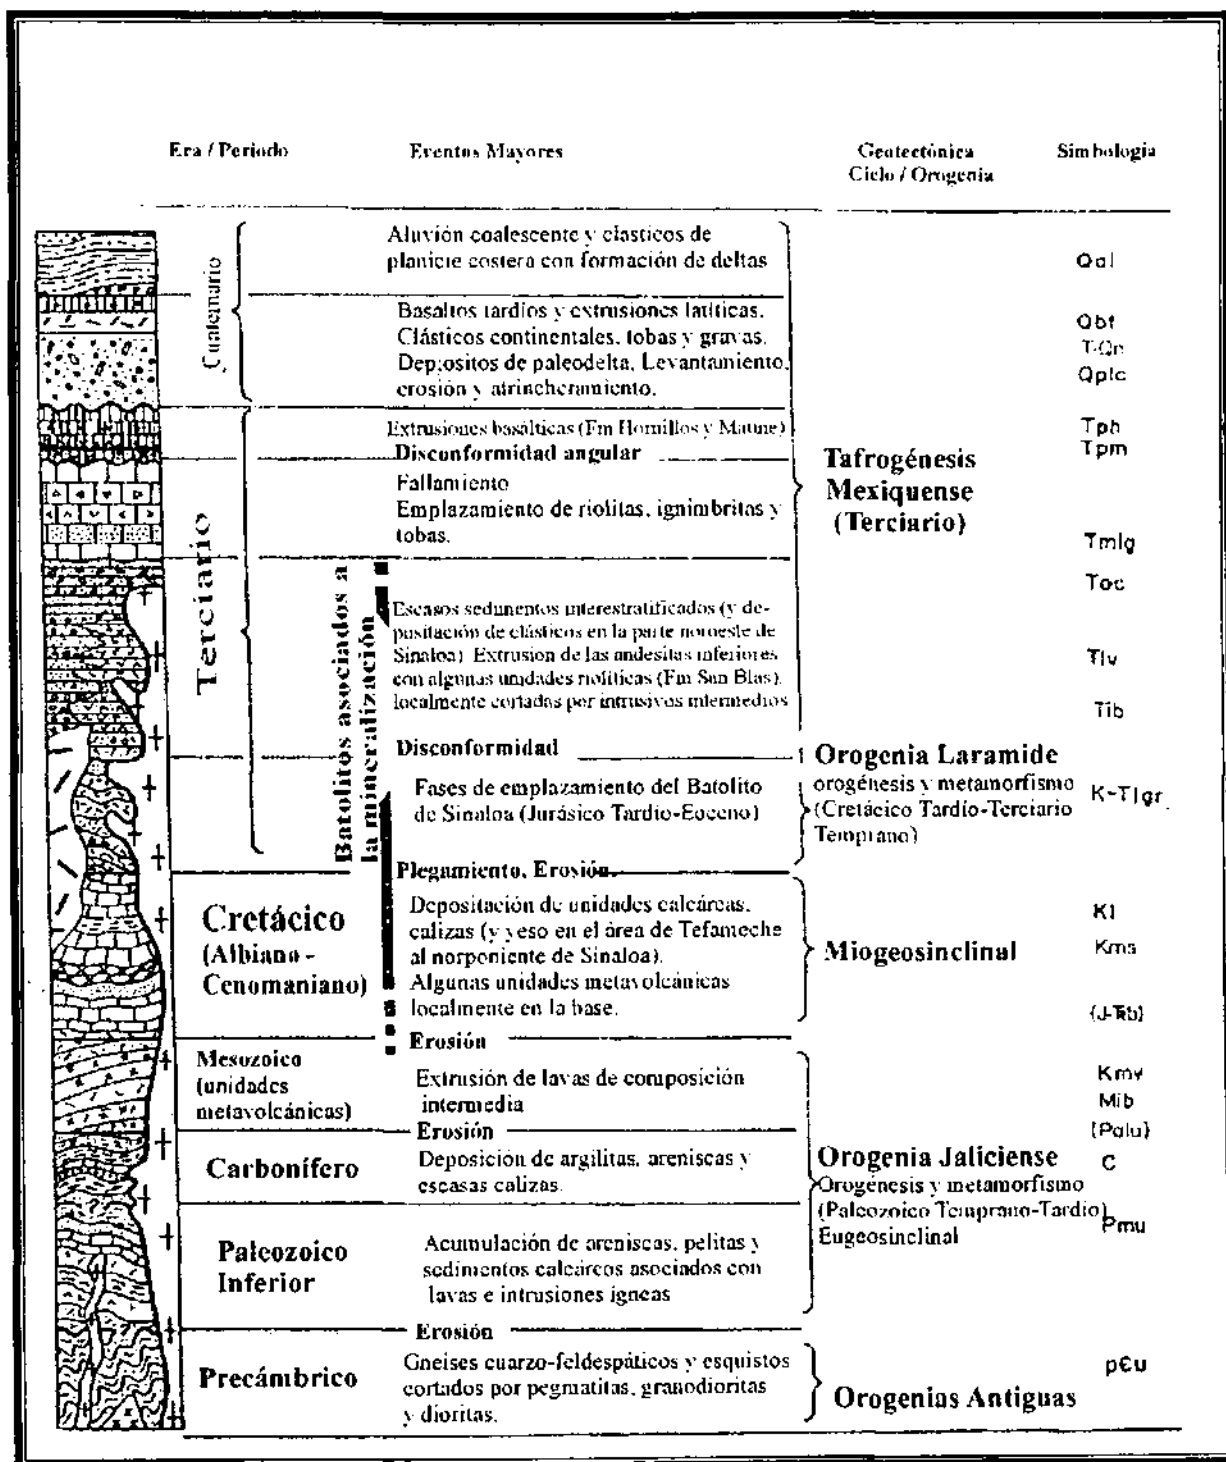 Era / Periodo
Eventos Mayores
Geotectónica
Ciclo / Orogenia
Simbologia
Cuaternario
Aluvión coalescente y clasticos de
planicie costera con formación de deltas
Qal
Basaltos tardíos y extrusiones latíticas.
Clásticos continentales, tobas y gravas.
Depositos de paleodelta, Levantamiento,
erosión y atrincheramiento.
Qbt
Qplc
Terciario
Extrusiones basálticas (Fm Hornillos y Maune)
Disconformidad angular
Fallamiento
Emplazamiento de riolitas, ignimbritas y
tobas.
Tafrogénesis
Mexiquense
(Terciario)
Tph
Tpm
Tmlg
Toc
Batolitos asociados a
la mineralización
Escasos sedimentos interestratificados (y de-
positación de clásticos en la parte noroeste de
Sinaloa) Extrusion de las andesitas inferiores
con algunas unidades riolíticas (Fm San Blas),
localmente cortadas por intrusivos intermedios
Tlv
Tib
Disconformidad
Fases de emplazamiento del Batolito
de Sinaloa (Jurásico Tardío-Eoceno)
Orogenia Laramide
orogénesis y metamorfismo
(Cretácico Tardío-Terciario
Temprano)
K-Tlgr
Plegamiento, Erosión
Cretácico
(Albiano -
Cenomaniano)
Depositación de unidades calcáreas,
calizas (y yeso en el área de Tefameche
al norponiente de Sinaloa).
Algunas unidades metavolcánicas
localmente en la base.
Miogeosinclinal
Kl
Kms
Erosión
Mesozoico
(unidades
metavolcánicas)
Extrusión de lavas de composición
intermedia
Kmv
Mib
(Palu)
Erosión
Carbonífero
Deposición de argilitas, areniscas y
escasas calizas.
Orogenia Jaliciense
Orogénesis y metamorfismo
(Paleozoico Temprano-Tardío)
Eugeosinclinal
C
Pmu
Paleozoico
Inferior
Acumulación de areniscas, pelitas y
sedimentos calcáreos asociados con
lavas e intrusiones ígneas
Erosión
Precámbrico
Gneises cuarzo-feldespáticos y esquistos
cortados por pegmatitas, granodioritas
y dioritas.
Orogenias Antiguas
pЄu